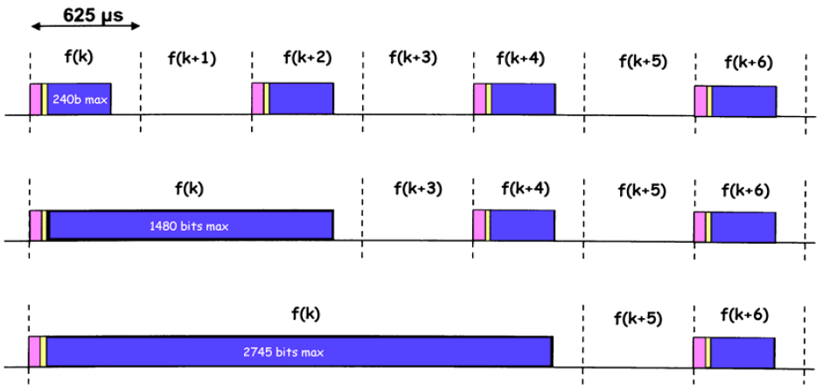 625 µs
f(k) f(k+1) f(k+2) f(k+3) f(k+4) f(k+5) f(k+6)
240b max
f(k) f(k+3) f(k+4) f(k+5) f(k+6)
1480 bits max
f(k) f(k+5) f(k+6)
2745 bits max